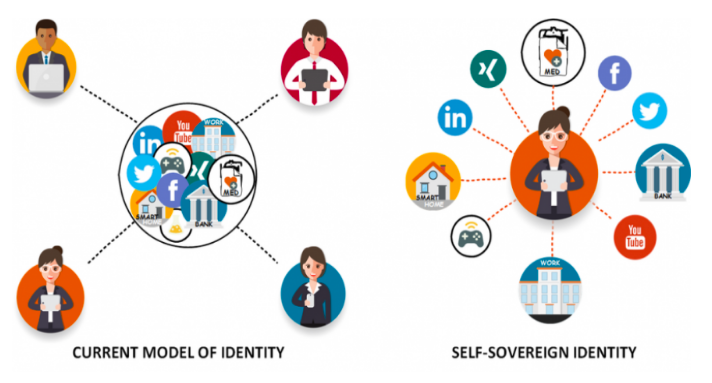 You
Tube
WORK
in
f
MED
SMART
HOME
BANK
CURRENT MODEL OF IDENTITY
MED
f
in
SMART
HOME
BANK
You
Tube
WORK
SELF-SOVEREIGN IDENTITY